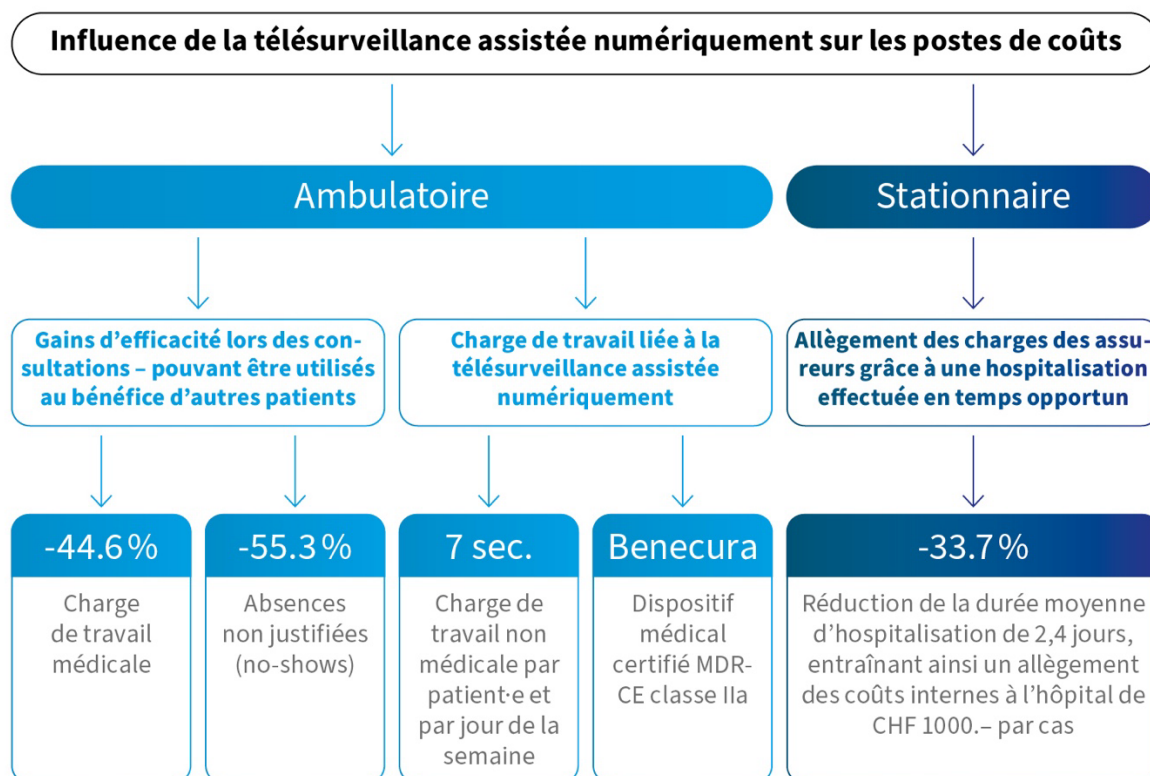 Influence de la télésurveillance assistée numériquement sur les postes de coûts
Ambulatoire
Stationnaire
Gains d’efficacité lors des con-
sultations – pouvant être utilisés
au bénéfice d’autres patients
Charge de travail liée à la
télésurveillance assistée
numériquement
Allègement des charges des assu-
reurs grâce à une hospitalisation
effectuée en temps opportun
-44.6 %
Charge
de travail
médicale
-55.3 %
Absences
non justifiées
(no-shows)
7 sec.
Charge de
travail non
médicale par
patient·e et
par jour de la
semaine
Benecura
Dispositif
médical
certifié MDR-
CE classe IIa
-33.7 %
Réduction de la durée moyenne
d’hospitalisation de 2,4 jours,
entraînant ainsi un allègement
des coûts internes à l’hôpital de
CHF 1000.– par cas